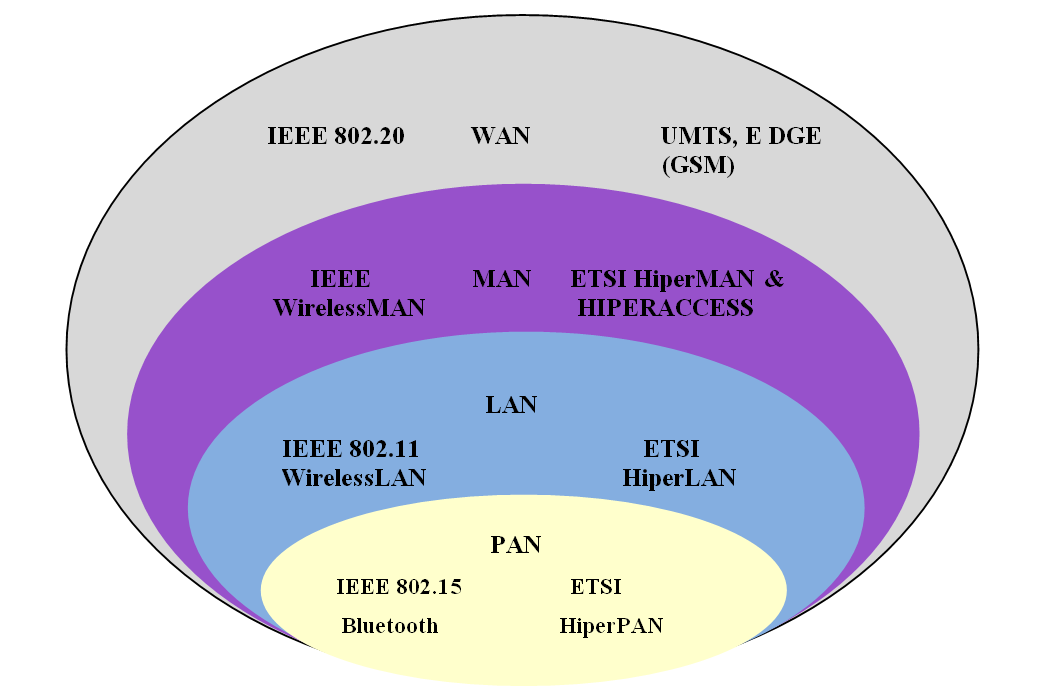 IEEE 802.20 WAN UMTS, E DGE
(GSM)
IEEE MAN ETSI HiperMAN &
WirelessMAN HIPERACCESS
LAN
IEEE 802.11 ETSI
WirelessLAN HiperLAN
PAN
IEEE 802.15 ETSI
Bluetooth HiperPAN